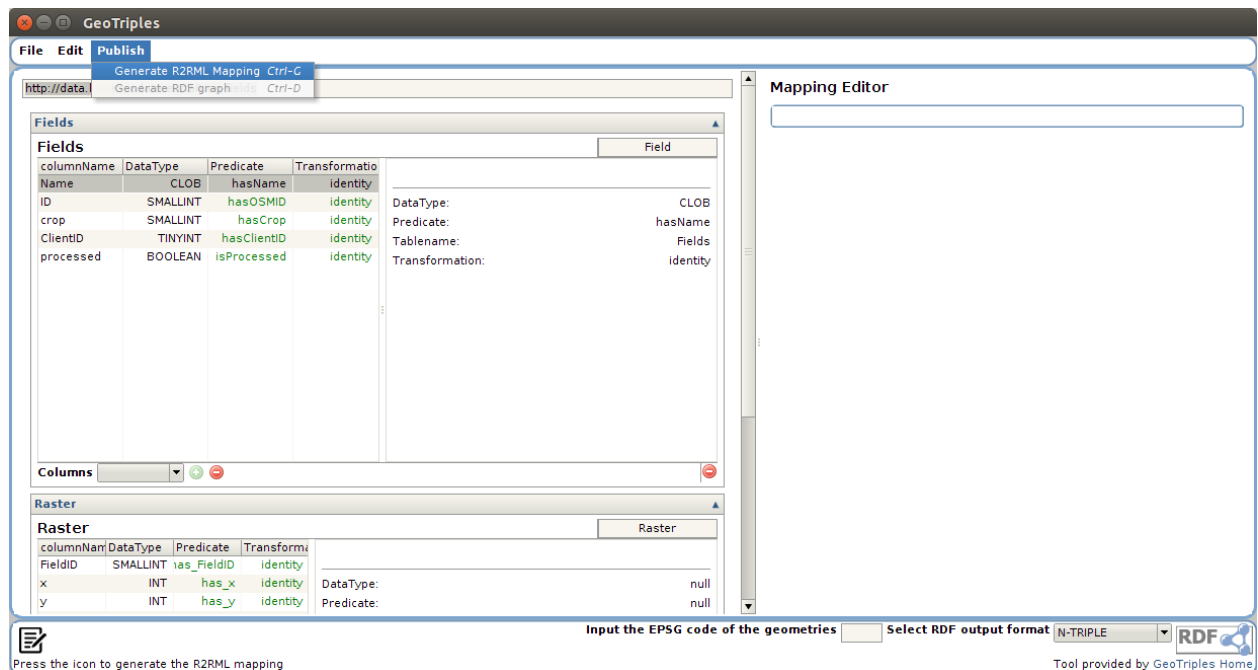 GeoTriples
File Edit Publish
Generate R2RML Mapping Ctrl-G
Generate RDF graph Ctrl-D
http://data.
Mapping Editor
Fields
Fields
Field
columnName DataType Predicate Transformatio
Name CLOB hasName identity
ID SMALLINT hasOSMID identity
crop SMALLINT hasCrop identity
ClientID TINYINT hasClientID identity
processed BOOLEAN isProcessed identity
DataType: CLOB
Predicate: hasName
Tablename: Fields
Transformation: identity
Columns
Raster
Raster
Raster
columnNam DataType Predicate Transforma
FieldID SMALLINT has_FieldID identity
x INT has_x identity
y INT has_y identity
DataType: null
Predicate: null
Input the EPSG code of the geometries
Select RDF output format N-TRIPLE
RDF
Press the icon to generate the R2RML mapping
Tool provided by GeoTriples Home